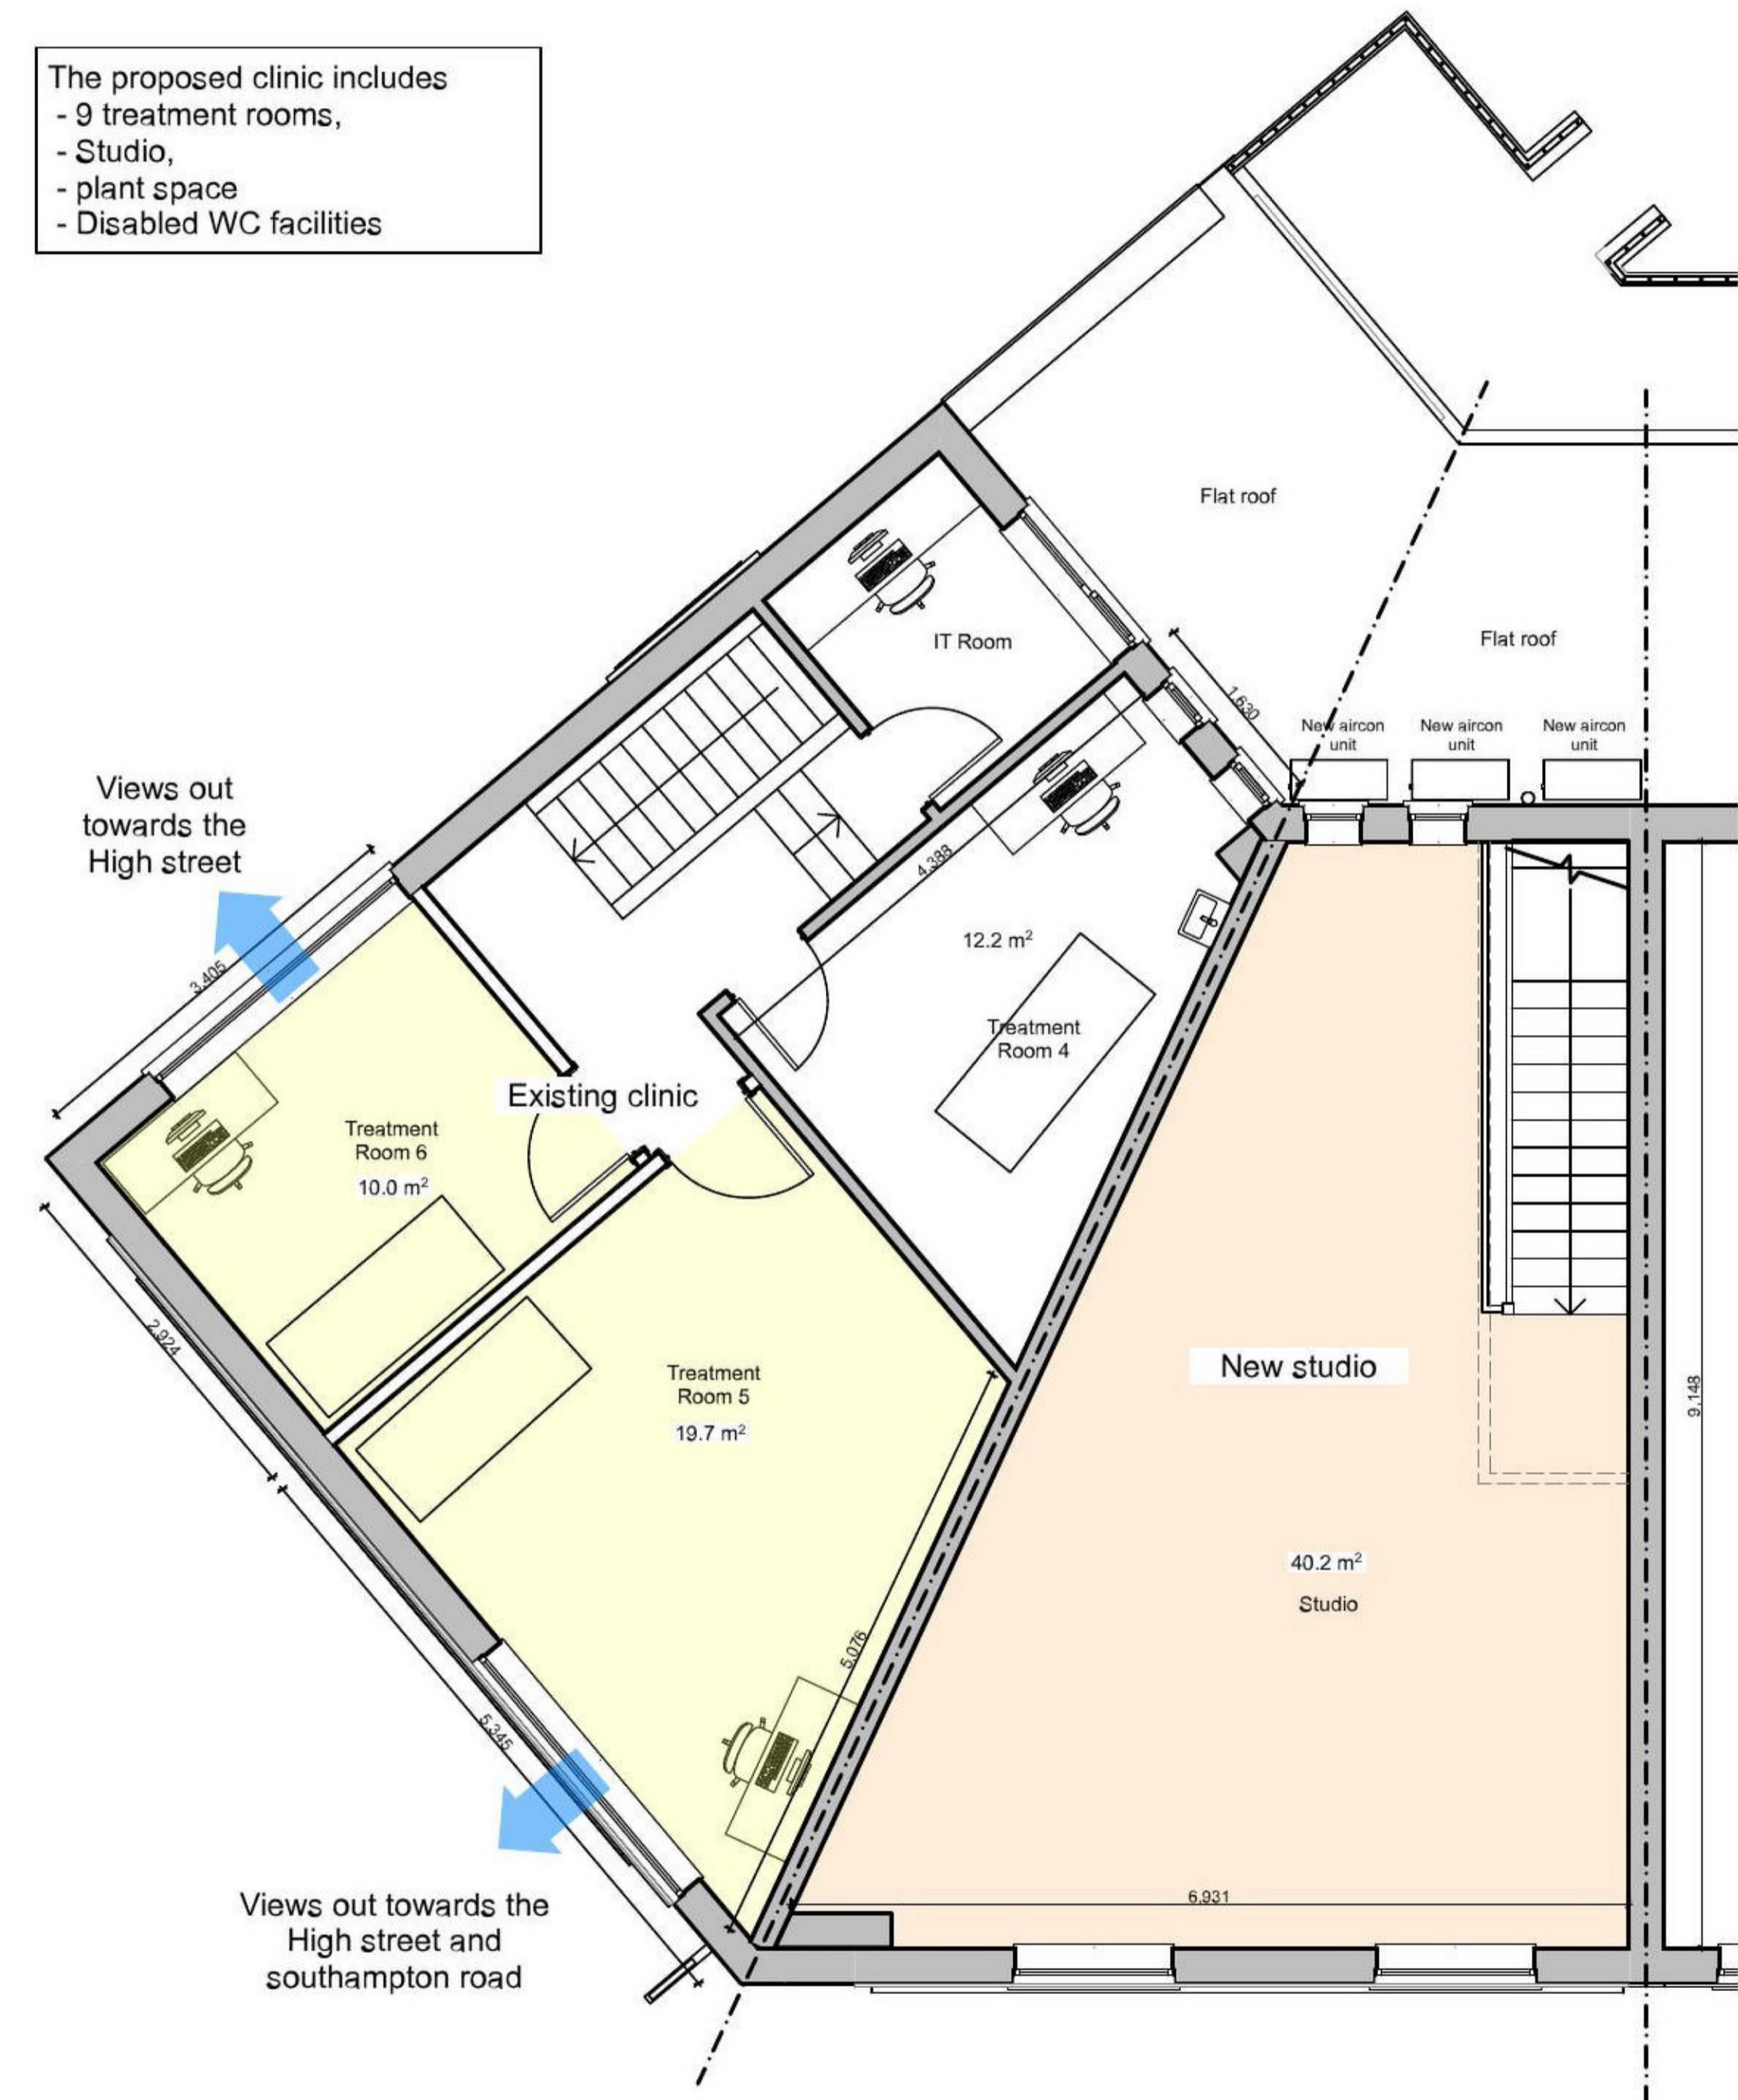 The proposed clinic includes
- 9 treatment rooms,
- Studio,
- plant space
- Disabled WC facilities
Flat roof
IT Room
Flat roof
1,630
New aircon
unit
New aircon
unit
New aircon
unit
Views out
towards the
High street
4,388
12.2 m²
3,405
Treatment
Room 4
Existing clinic
Treatment
Room 6
10.0 m²
2,924
Treatment
Room 5
19.7 m²
New studio
9,148
40.2 m²
Studio
5,076
5,345
6,931
Views out towards the
High street and
southampton road